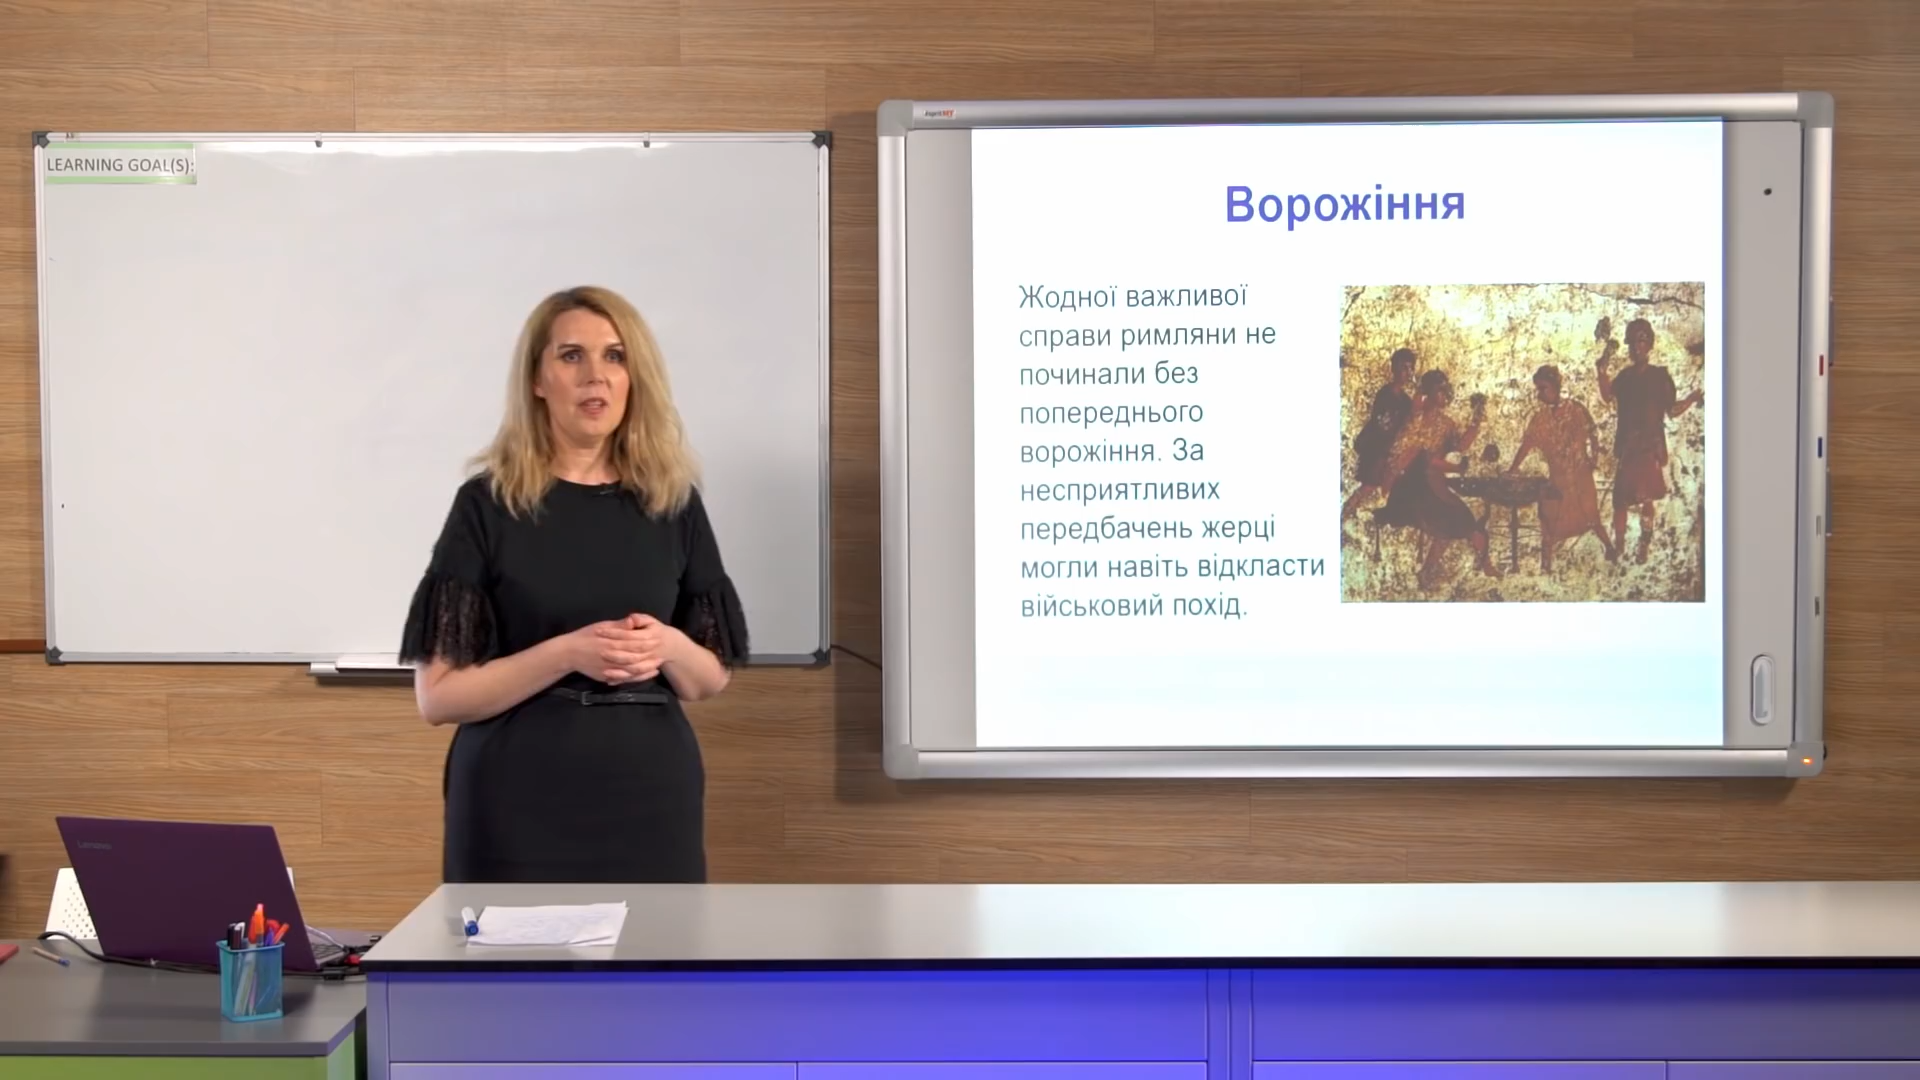 LEARNING GOAL(S):
Ворожіння
Жодної важливої
справи римляни не
починали без
попереднього
ворожіння. За
несприятливих
передбачень жерці
могли навіть відкласти
військовий похід.
Lenovo